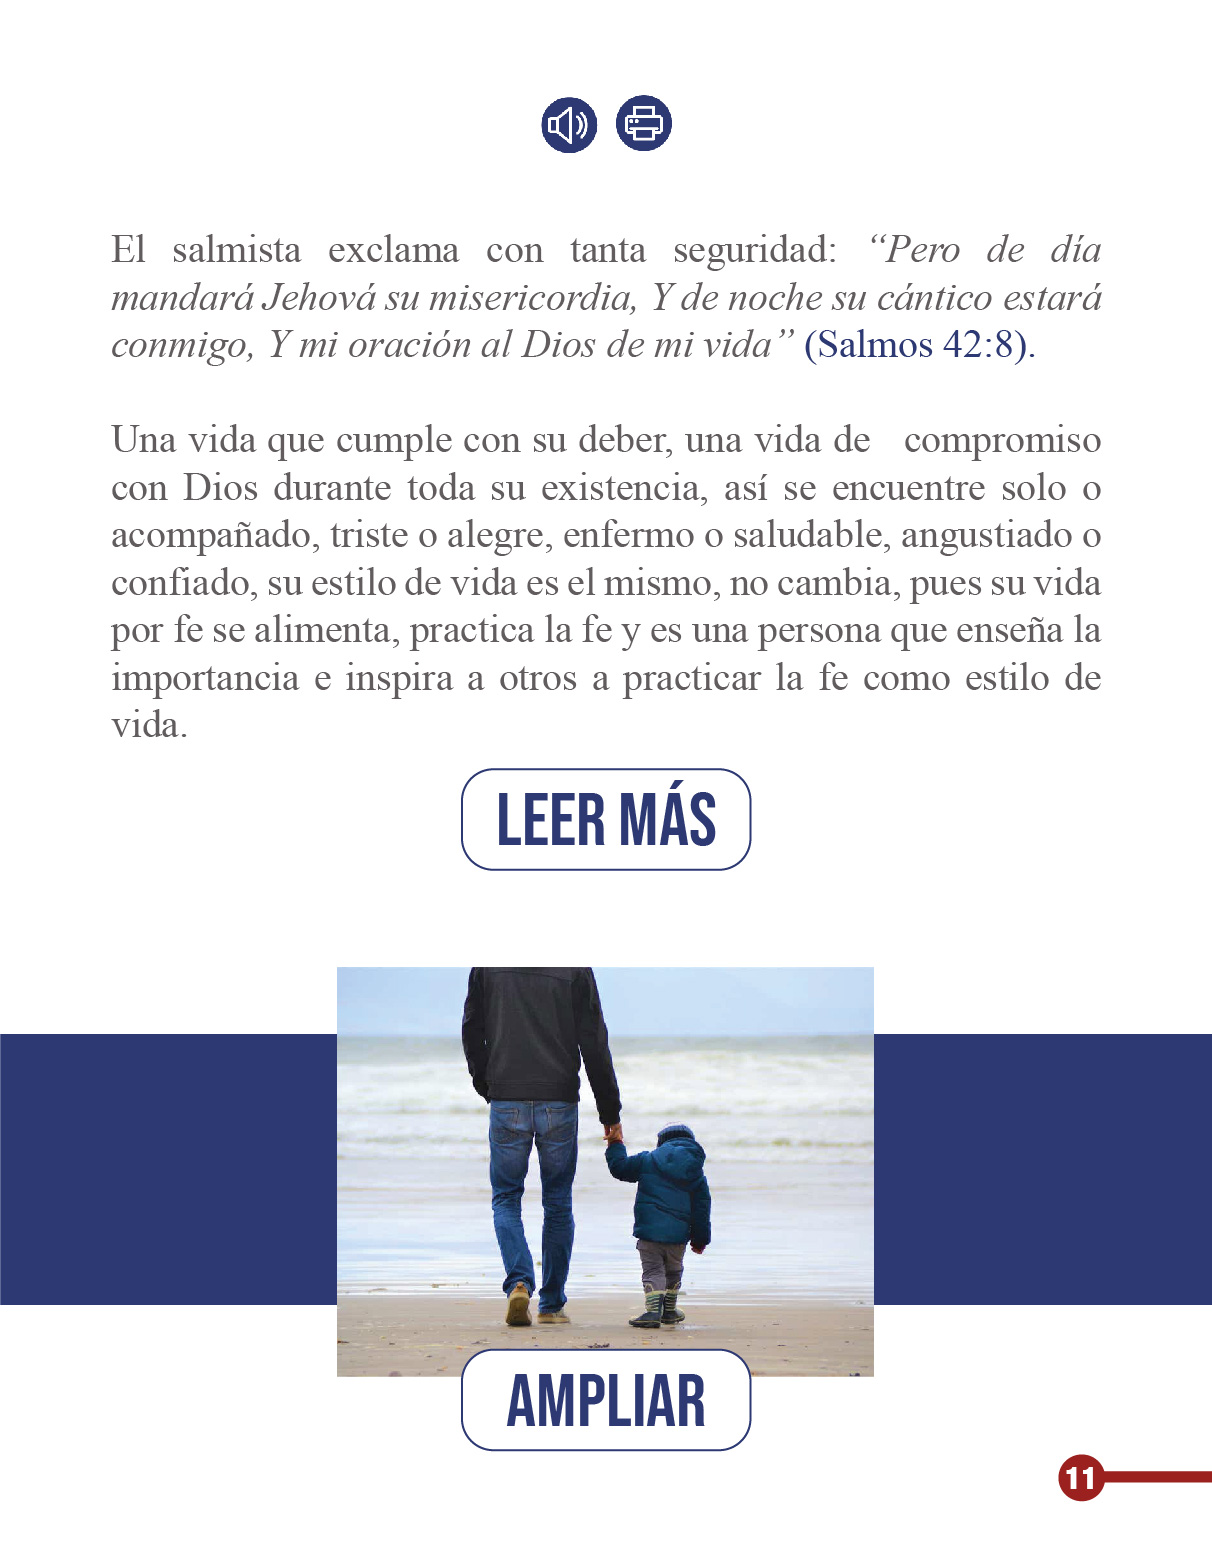 El salmista exclama con tanta seguridad: “Pero de día
mandará Jehová su misericordia, Y de noche su cántico estará
conmigo, Y mi oración al Dios de mi vida” (Salmos 42:8).
Una vida que cumple con su deber, una vida de compromiso
con Dios durante toda su existencia, así se encuentre solo o
acompañado, triste o alegre, enfermo o saludable, angustiado o
confiado, su estilo de vida es el mismo, no cambia, pues su vida
por fe se alimenta, practica la fe y es una persona que enseña la
importancia e inspira a otros a practicar la fe como estilo de
vida.
LEER MÁS
AMPLIAR
11